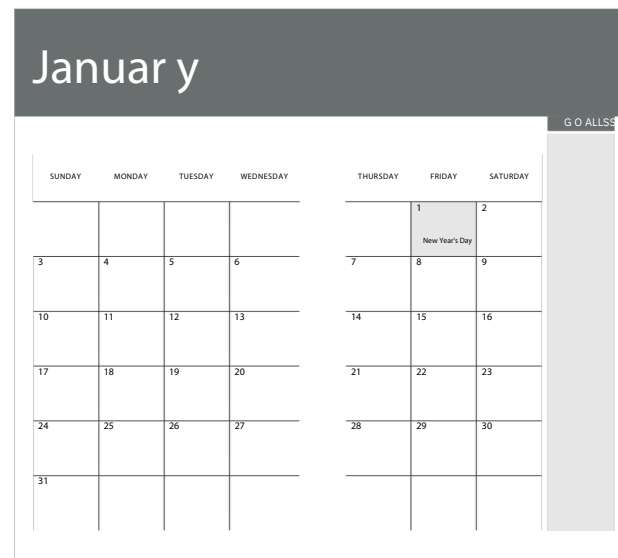 January
G O ALLSS
SUNDAY MONDAY TUESDAY WEDNESDAY THURSDAY FRIDAY SATURDAY
1 2
New Year's Day
3 4 5 6 7 8 9
10 11 12 13 14 15 16
17 18 19 20 21 22 23
24 25 26 27 28 29 30
31